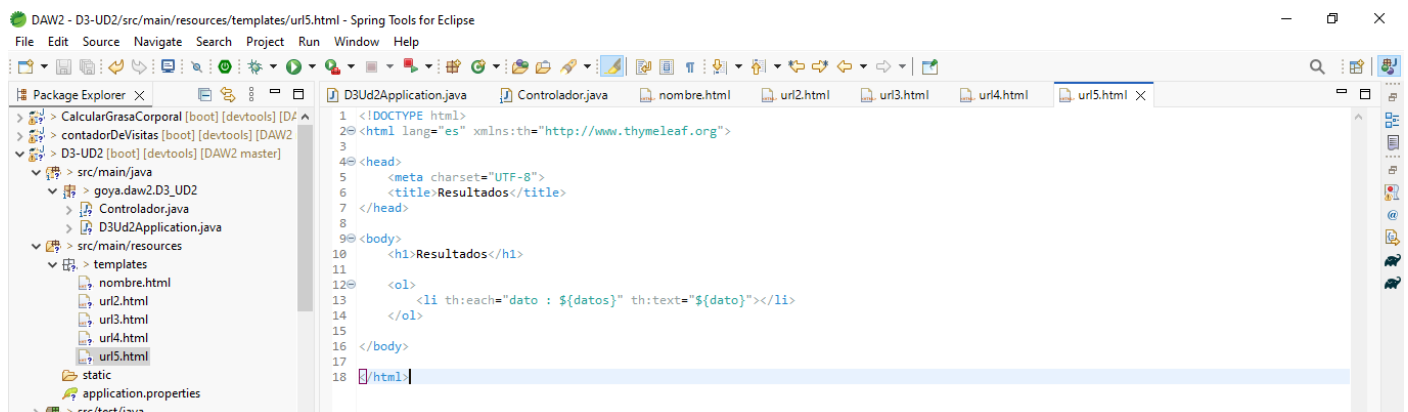 DAW2 - D3-UD2/src/main/resources/templates/url5.html - Spring Tools for Eclipse
File Edit Source Navigate Search Project Run Window Help
Package Explorer
D3Ud2Application.java Controlador.java nombre.html url2.html url3.html url4.html url5.html
> CalcularGrasaCorporal [boot] [devtools] [DA
> contadorDeVisitas [boot] [devtools] [DAW2
> D3-UD2 [boot] [devtools] [DAW2 master]
> src/main/java
> goya.daw2.D3_UD2
> Controlador.java
> D3Ud2Application.java
> src/main/resources
> templates
nombre.html
url2.html
url3.html
url4.html
url5.html
static
application.properties
> src/test/java
1 <!DOCTYPE html>
2 <html lang="es" xmlns:th="http://www.thymeleaf.org">
3
4 <head>
5 <meta charset="UTF-8">
6 <title>Resultados</title>
7 </head>
8
9 <body>
10 <h1>Resultados</h1>
11
12 <ol>
13 <li th:each="dato : ${datos}" th:text="${dato}"></li>
14 </ol>
15
16 </body>
17
18 </html>